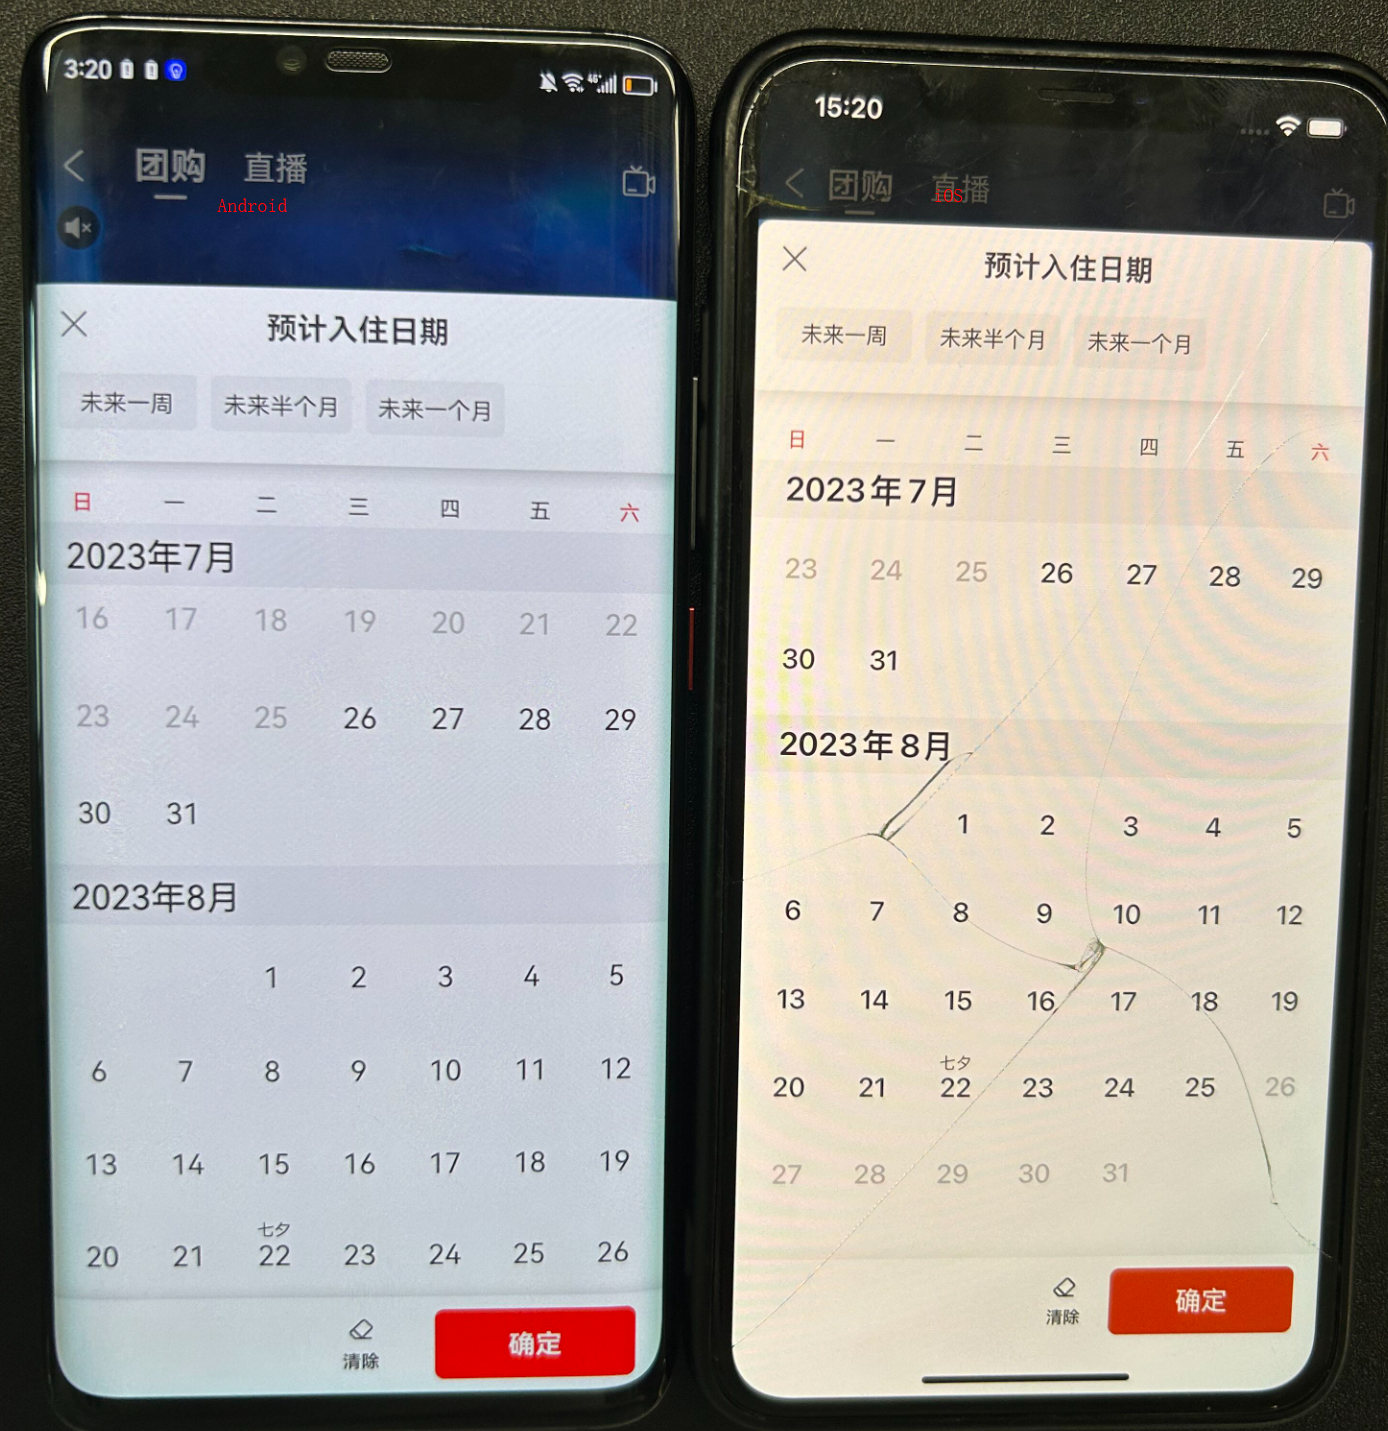 3:20
团购 直播
Android
预计入住日期
未来一周 未来半个月 未来一个月
日 一 二 三 四 五 六
2023年7月
16 17 18 19 20 21 22
23 24 25 26 27 28 29
30 31
2023年8月
1 2 3 4 5
6 7 8 9 10 11 12
13 14 15 16 17 18 19
七夕
20 21 22 23 24 25 26
清除
确定
15:20
团购 直播
iOS
预计入住日期
未来一周 未来半个月 未来一个月
日 一 二 三 四 五 六
2023年7月
23 24 25 26 27 28 29
30 31
2023年8月
1 2 3 4 5
6 7 8 9 10 11 12
13 14 15 16 17 18 19
七夕
20 21 22 23 24 25 26
27 28 29 30 31
清除
确定